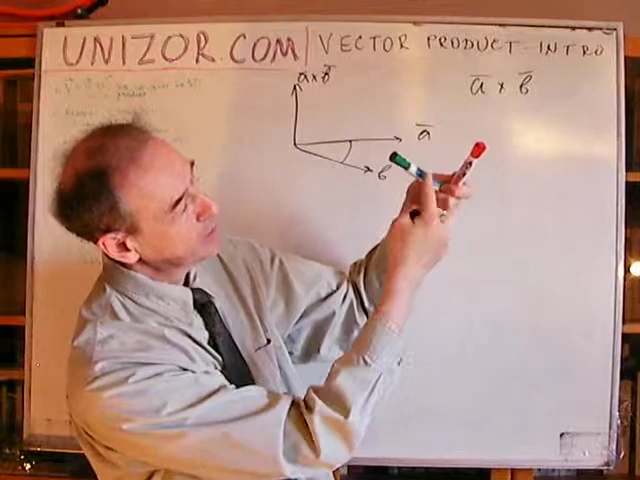 UNIZOR.COM | VECTOR PRODUCT - INTRO
a̅ x b̅
a̅ x b̅
a̅
b